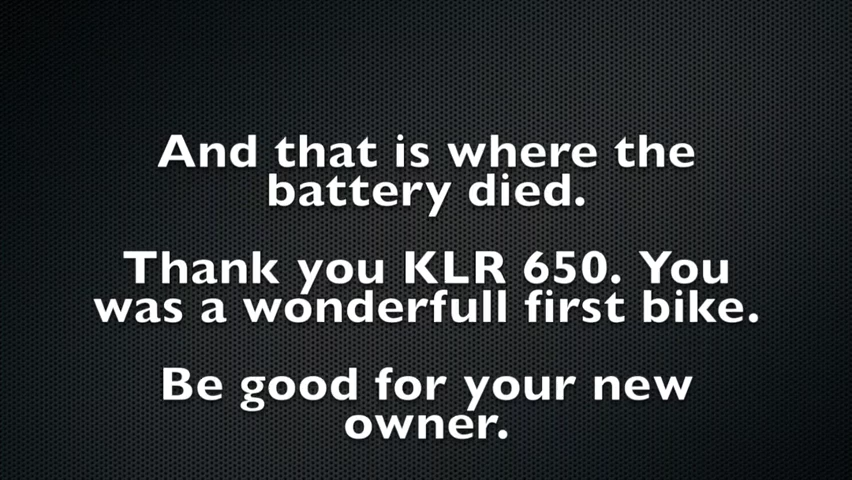 And that is where the
battery died.
Thank you KLR 650. You
was a wonderfull first bike.
Be good for your new
owner.